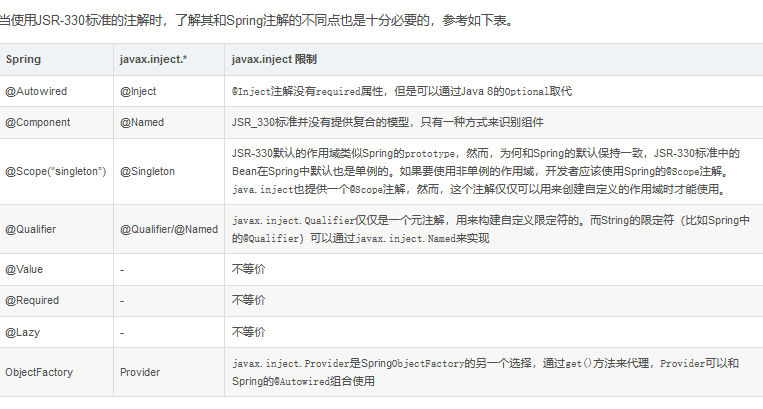 当使用JSR-330标准的注解时，了解其和Spring注解的不同点也是十分必要的，参考如下表。
Spring javax.inject.* javax.inject 限制
@Autowired @Inject @Inject注解没有required属性，但是可以通过Java 8的Optional取代
@Component @Named JSR_330标准并没有提供复合的模型，只有一种方式来识别组件
@Scope(“singleton”) @Singleton JSR-330默认的作用域类似Spring的prototype，然而，为何和Spring的默认保持一致，JSR-330标准中的
Bean在Spring中默认也是单例的。如果要使用非单例的作用域，开发者应该使用Spring的@Scope注解。
java.inject也提供一个@Scope注解，然而，这个注解仅仅可以用来创建自定义的作用域时才能使用。
@Qualifier @Qualifier/@Named javax.inject.Qualifier仅仅是一个元注解，用来构建自定义限定符的。而String的限定符（比如Spring中
的@Qualifier）可以通过javax.inject.Named来实现
@Value - 不等价
@Required - 不等价
@Lazy - 不等价
ObjectFactory Provider javax.inject.Provider是SpringObjectFactory的另一个选择，通过get()方法来代理，Provider可以和
Spring的@Autowired组合使用